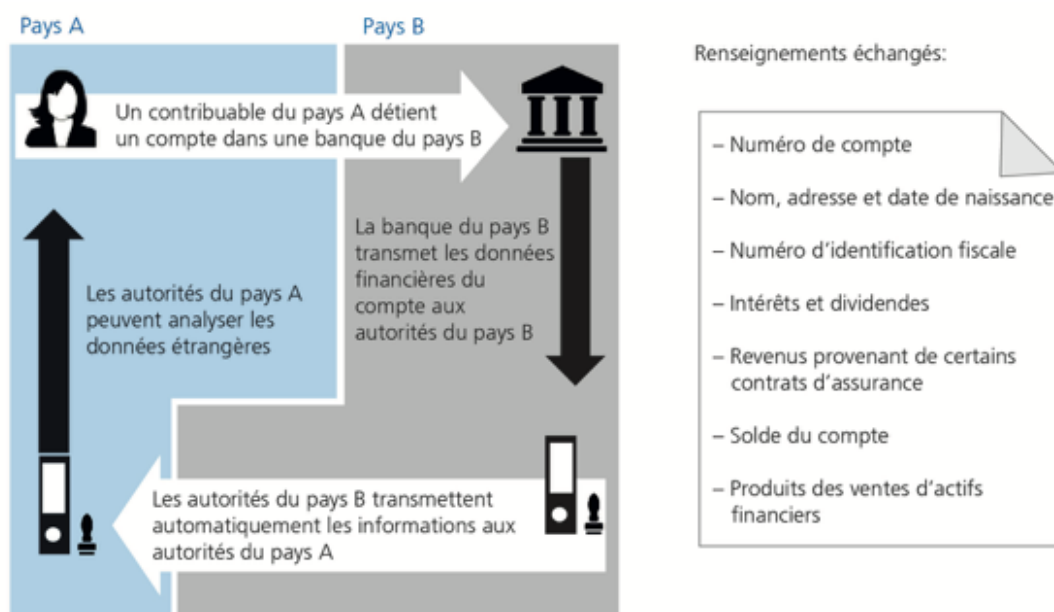 Pays A
Pays B
Un contribuable du pays A détient
un compte dans une banque du pays B
La banque du pays B
transmet les données
financières du
compte aux
autorités du pays B
Les autorités du pays B transmettent
automatiquement les informations aux
autorités du pays A
Les autorités du pays A
peuvent analyser les
données étrangères
Renseignements échangés:
– Numéro de compte
– Nom, adresse et date de naissance
– Numéro d’identification fiscale
– Intérêts et dividendes
– Revenus provenant de certains
contrats d’assurance
– Solde du compte
– Produits des ventes d’actifs
financiers